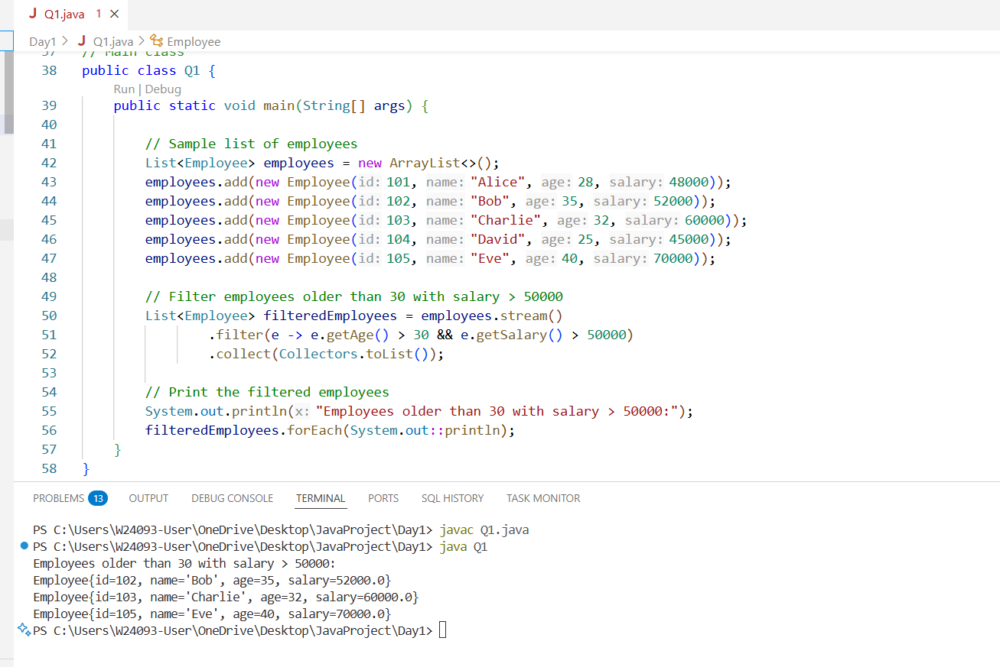 J Q1.java 1 ×
Day1 > J Q1.java > Employee
37 // Main class
38 public class Q1 {
Run | Debug
39 public static void main(String[] args) {
40
41 // Sample list of employees
42 List<Employee> employees = new ArrayList<>();
43 employees.add(new Employee(id: 101, name: "Alice", age: 28, salary: 48000));
44 employees.add(new Employee(id: 102, name: "Bob", age: 35, salary: 52000));
45 employees.add(new Employee(id: 103, name: "Charlie", age: 32, salary: 60000));
46 employees.add(new Employee(id: 104, name: "David", age: 25, salary: 45000));
47 employees.add(new Employee(id: 105, name: "Eve", age: 40, salary: 70000));
48
49 // Filter employees older than 30 with salary > 50000
50 List<Employee> filteredEmployees = employees.stream()
51 .filter(e -> e.getAge() > 30 && e.getSalary() > 50000)
52 .collect(Collectors.toList());
53
54 // Print the filtered employees
55 System.out.println(x: "Employees older than 30 with salary > 50000:");
56 filteredEmployees.forEach(System.out::println);
57 }
58 }
PROBLEMS 13 OUTPUT DEBUG CONSOLE TERMINAL PORTS SQL HISTORY TASK MONITOR
PS C:\Users\W24093-User\OneDrive\Desktop\JavaProject\Day1> javac Q1.java
PS C:\Users\W24093-User\OneDrive\Desktop\JavaProject\Day1> java Q1
Employees older than 30 with salary > 50000:
Employee{id=102, name='Bob', age=35, salary=52000.0}
Employee{id=103, name='Charlie', age=32, salary=60000.0}
Employee{id=105, name='Eve', age=40, salary=70000.0}
PS C:\Users\W24093-User\OneDrive\Desktop\JavaProject\Day1>